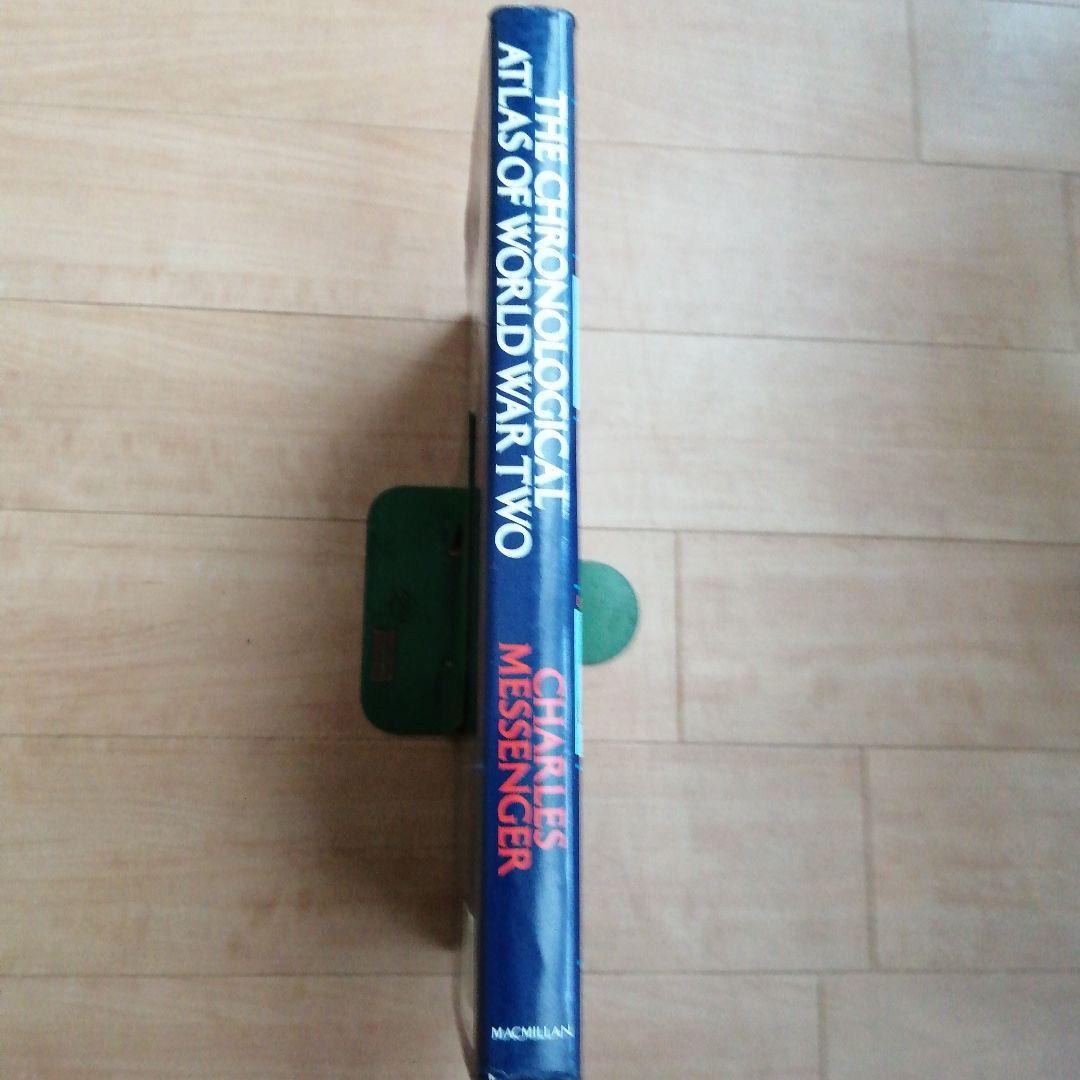 THE CHRONOLOGICAL
ATLAS OF WORLD WAR TWO
CHARLES
MESSENGER
MACMILLAN